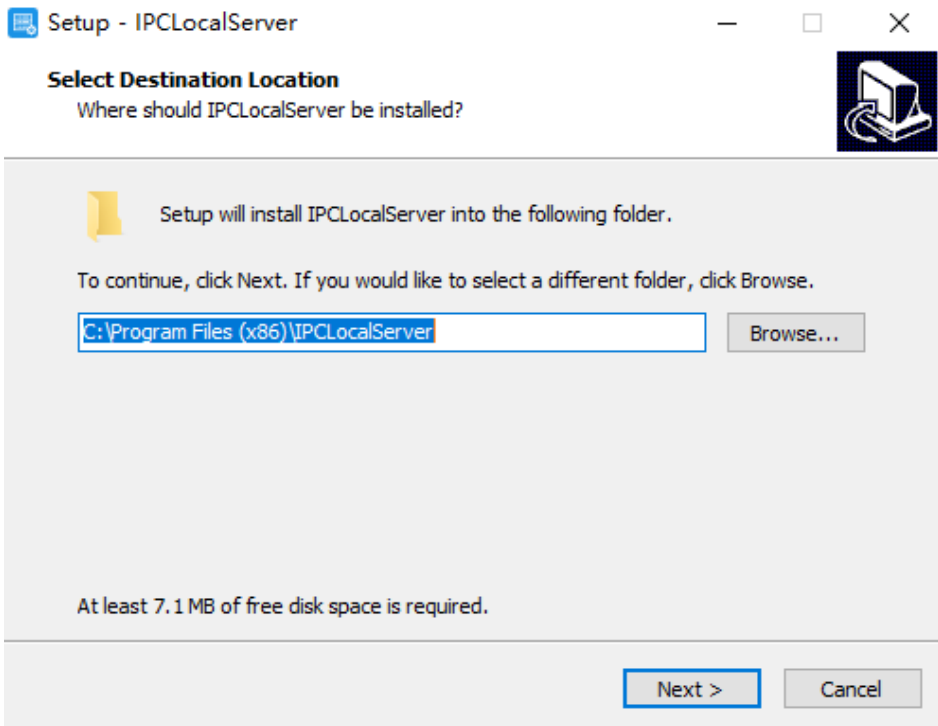 Setup - IPCLocalServer
Select Destination Location
Where should IPCLocalServer be installed?
Setup will install IPCLocalServer into the following folder.
To continue, click Next. If you would like to select a different folder, click Browse.
C:\Program Files (x86)\IPCLocalServer
Browse...
At least 7.1 MB of free disk space is required.
Next >
Cancel